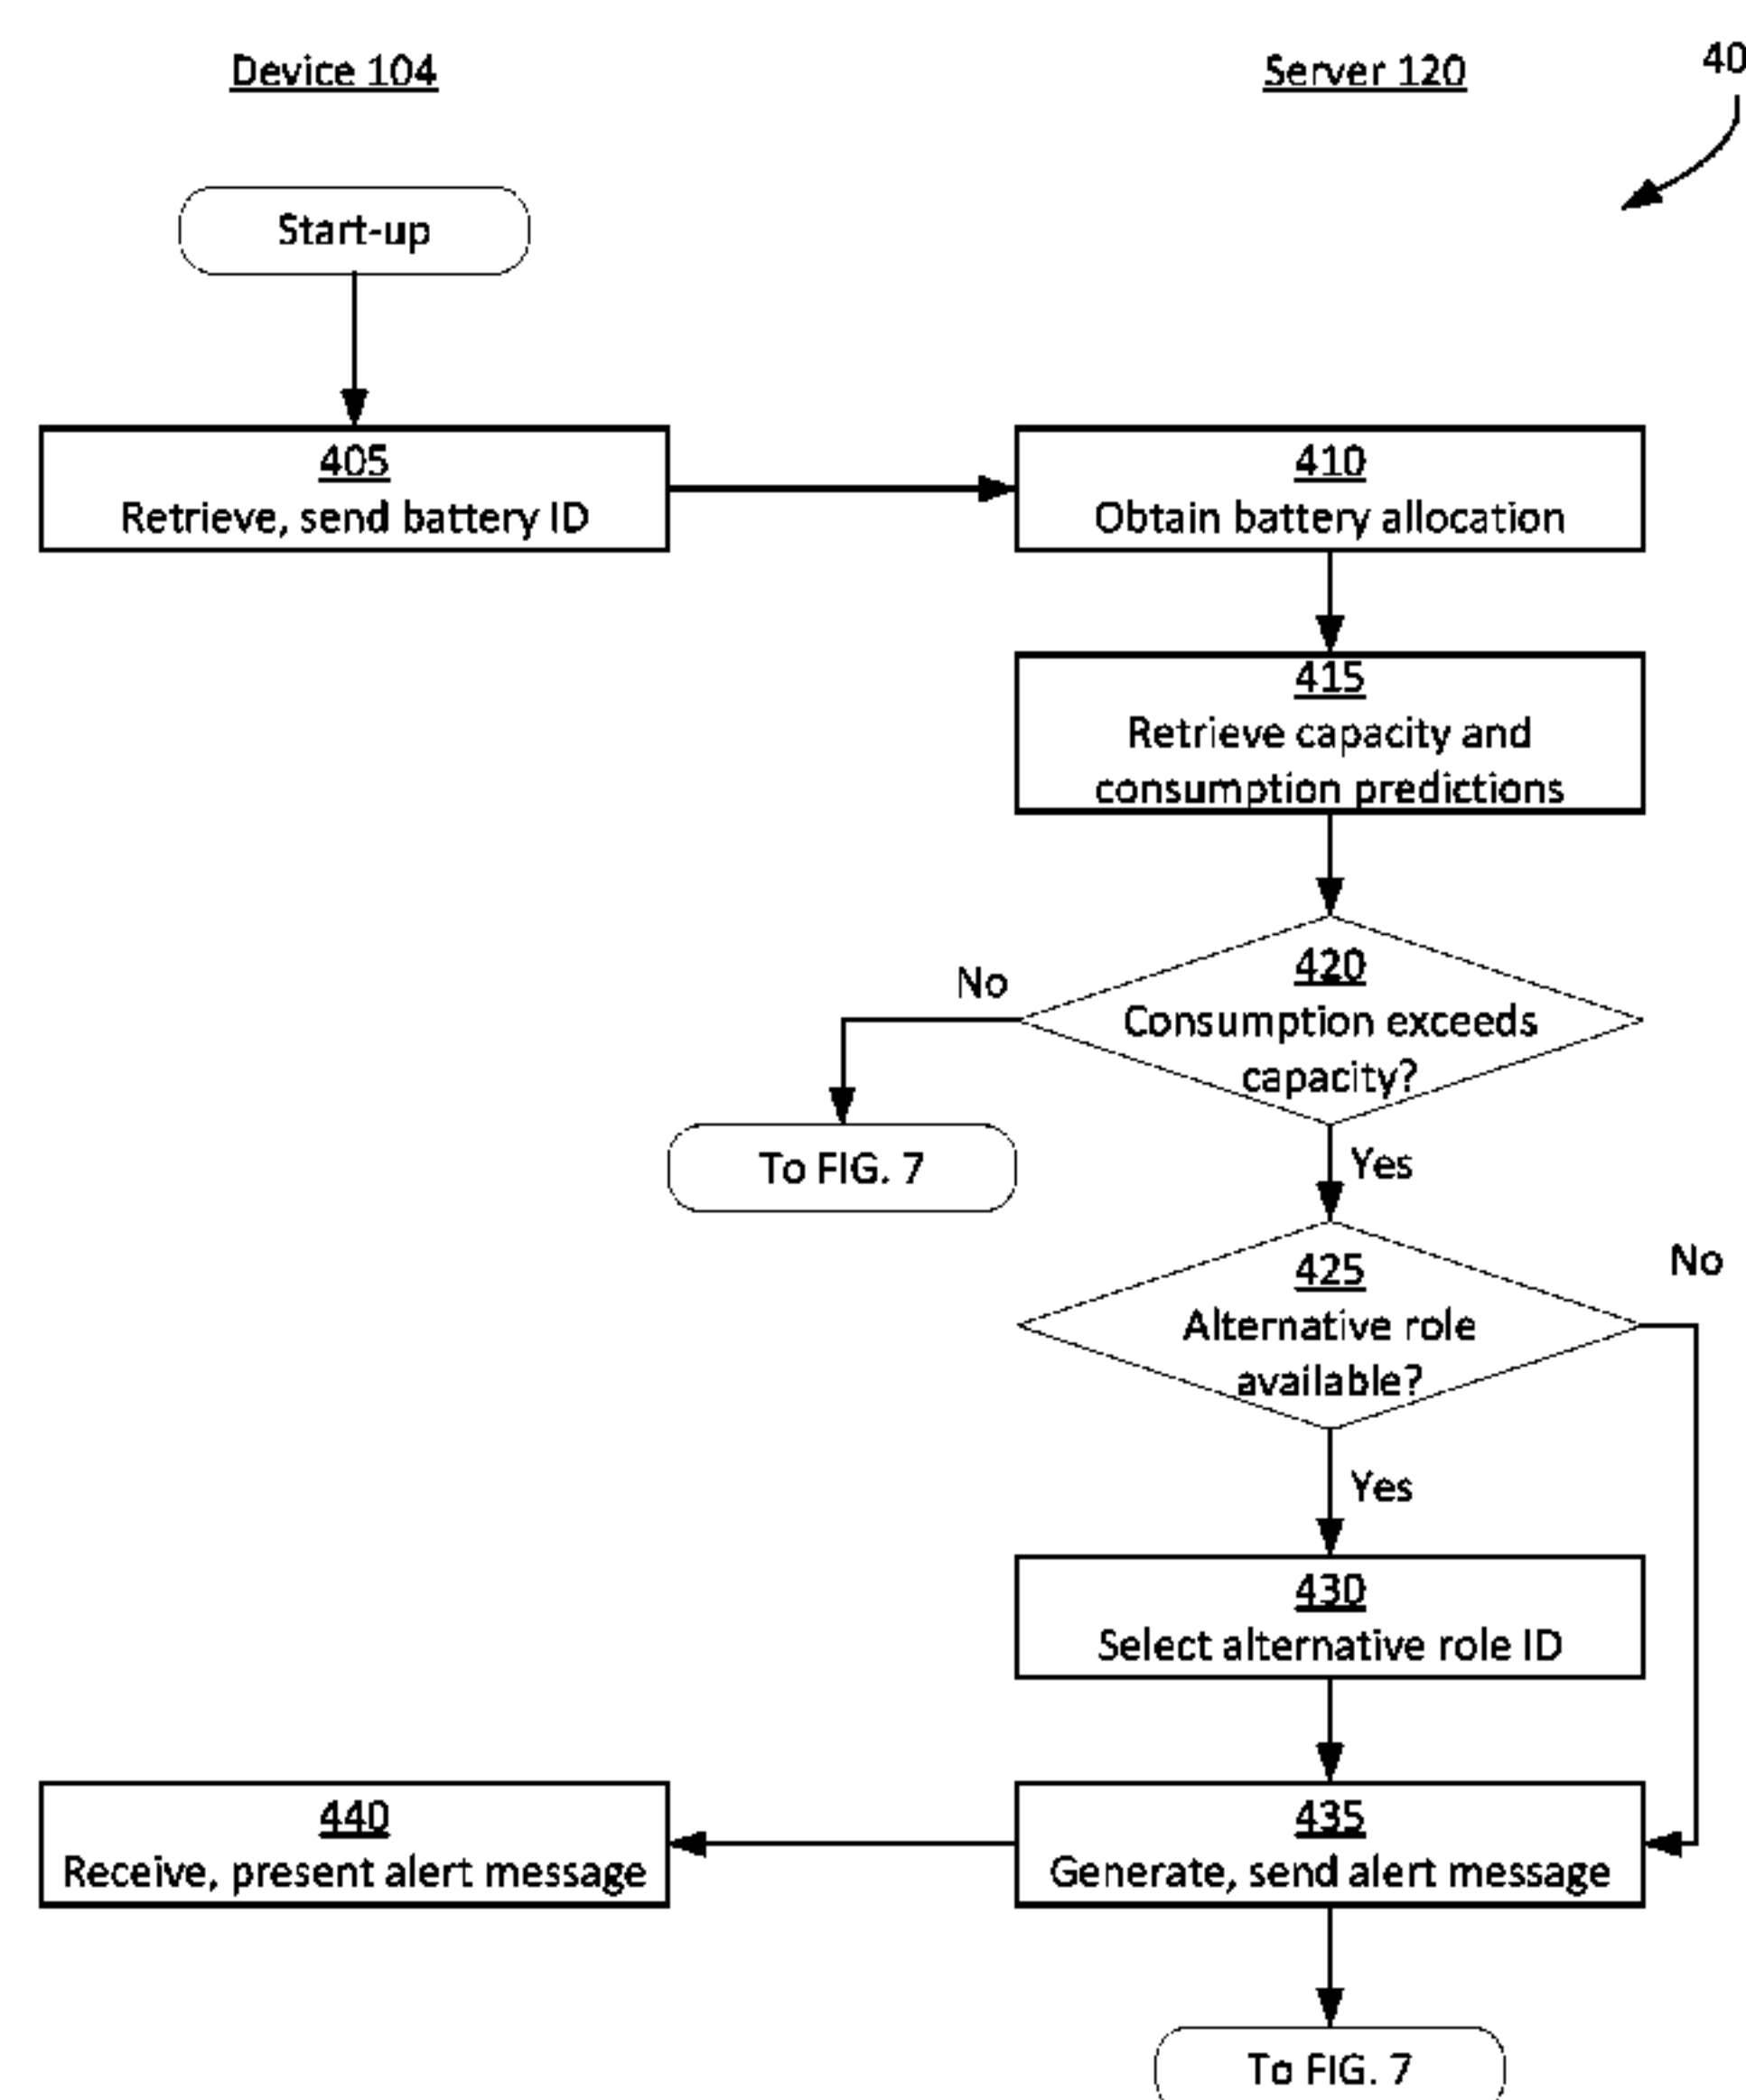 Device 104
Server 120
40
Start-up
405
Retrieve, send battery ID
410
Obtain battery allocation
415
Retrieve capacity and
consumption predictions
420
Consumption exceeds
capacity?
No
To FIG. 7
Yes
425
Alternative role
available?
No
Yes
430
Select alternative role ID
440
Receive, present alert message
435
Generate, send alert message
To FIG. 7